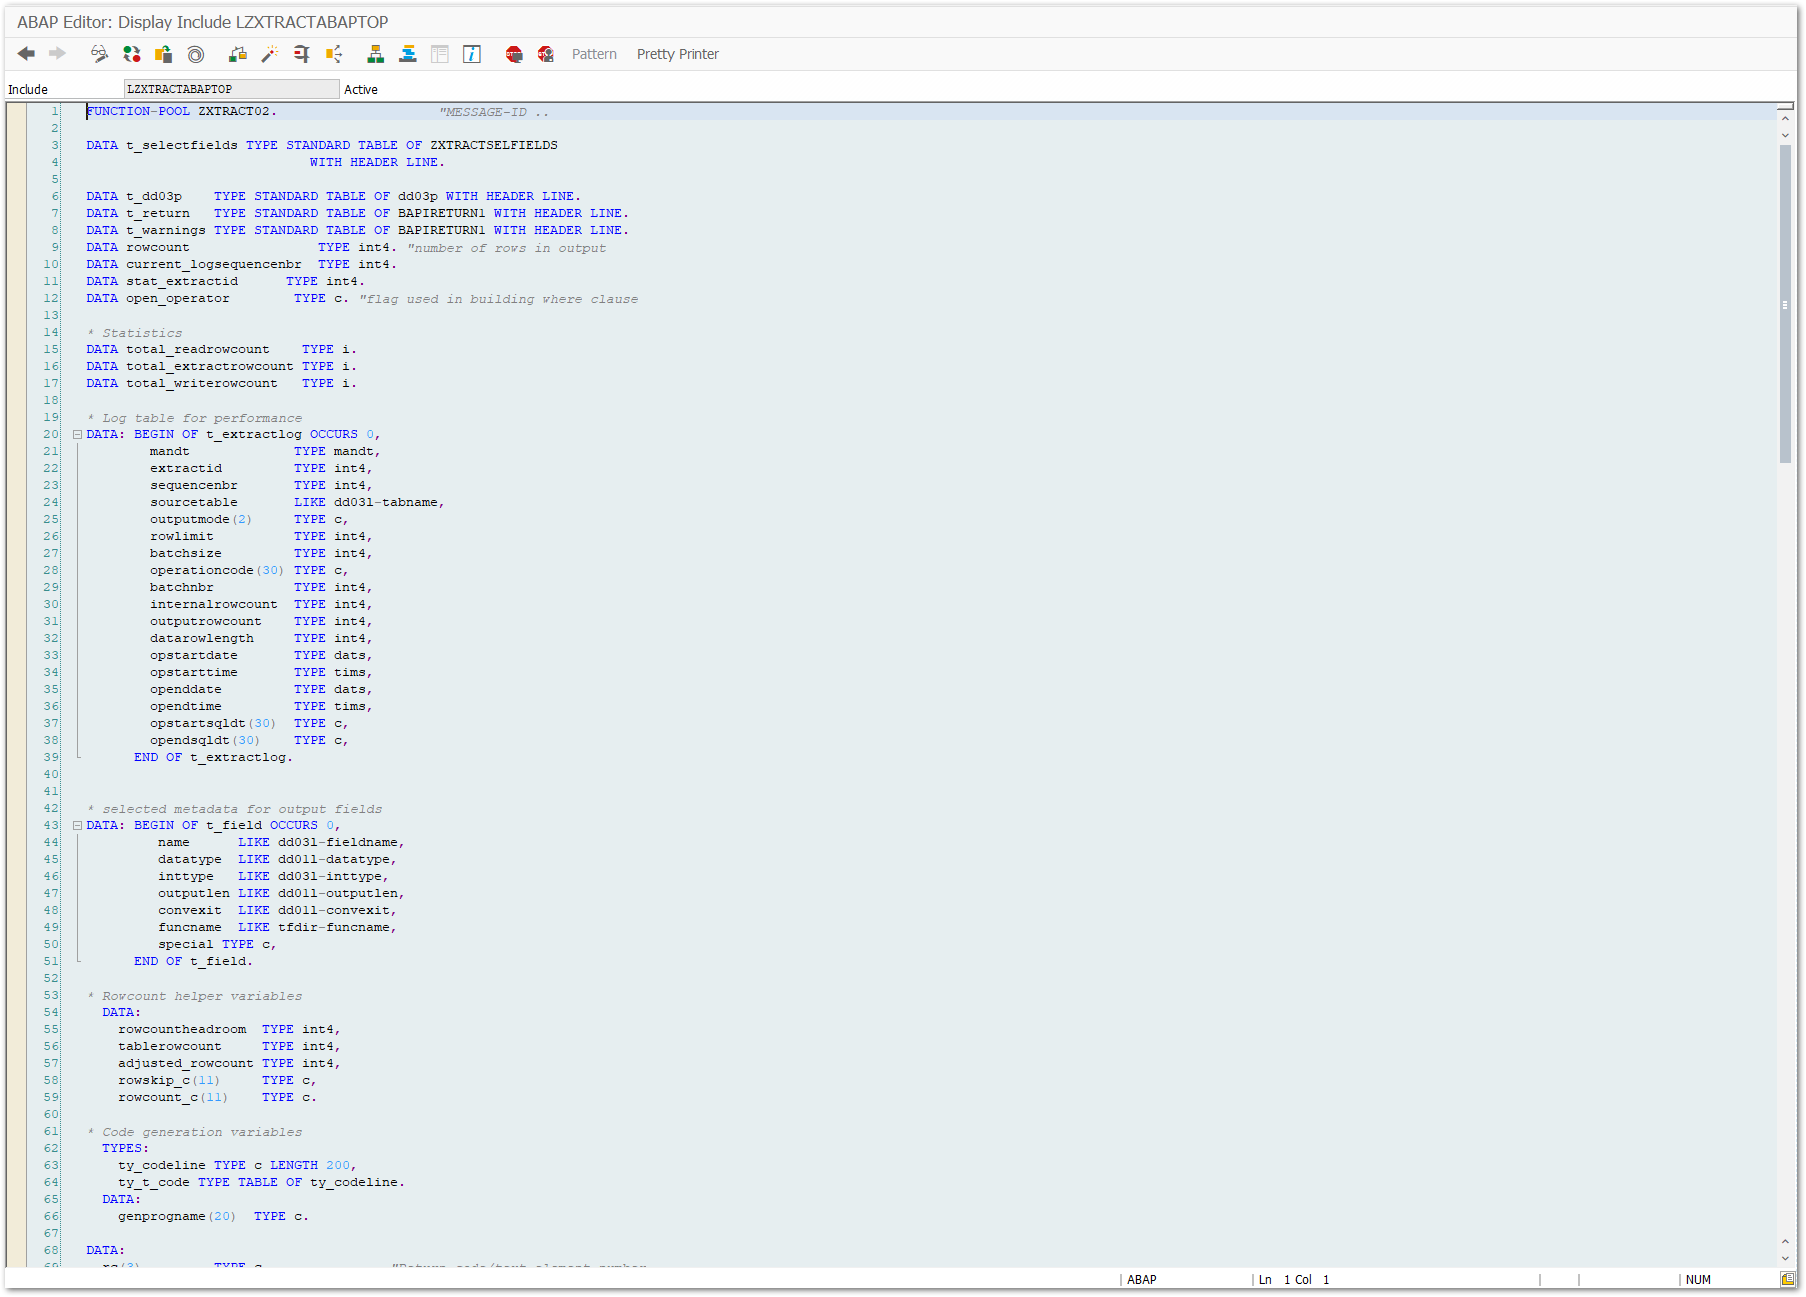 ABAP Editor: Display Include LZXTRACTABAPTOP
Pattern Pretty Printer
Include LZXTRACTABAPTOP Active
1 FUNCTION-POOL ZXTRACT02. "MESSAGE-ID ..
2
3 DATA t_selectfields TYPE STANDARD TABLE OF ZXTRACTSELFIELDS
4 WITH HEADER LINE.
5
6 DATA t_dd03p TYPE STANDARD TABLE OF dd03p WITH HEADER LINE.
7 DATA t_return TYPE STANDARD TABLE OF BAPIRETURN1 WITH HEADER LINE.
8 DATA t_warnings TYPE STANDARD TABLE OF BAPIRETURN1 WITH HEADER LINE.
9 DATA rowcount TYPE int4. "number of rows in output
10 DATA current_logsequencenbr TYPE int4.
11 DATA stat_extractid TYPE int4.
12 DATA open_operator TYPE c. "flag used in building where clause
13
14 * Statistics
15 DATA total_readrowcount TYPE i.
16 DATA total_extractrowcount TYPE i.
17 DATA total_writerowcount TYPE i.
18
19 * Log table for performance
20 DATA: BEGIN OF t_extractlog OCCURS 0,
21 mandt TYPE mandt,
22 extractid TYPE int4,
23 sequencenbr TYPE int4,
24 sourcetable LIKE dd03l-tabname,
25 outputmode(2) TYPE c,
26 rowlimit TYPE int4,
27 batchsize TYPE int4,
28 operationcode(30) TYPE c,
29 batchnbr TYPE int4,
30 internalrowcount TYPE int4,
31 outputrowcount TYPE int4,
32 datarowlength TYPE int4,
33 opstartdate TYPE dats,
34 opstarttime TYPE tims,
35 openddate TYPE dats,
36 opendtime TYPE tims,
37 opstartsqldt(30) TYPE c,
38 opendsqldt(30) TYPE c,
39 END OF t_extractlog.
40
41
42 * selected metadata for output fields
43 DATA: BEGIN OF t_field OCCURS 0,
44 name LIKE dd03l-fieldname,
45 datatype LIKE dd01l-datatype,
46 inttype LIKE dd03l-inttype,
47 outputlen LIKE dd01l-outputlen,
48 convexit LIKE dd01l-convexit,
49 funcname LIKE tfdir-funcname,
50 special TYPE c,
51 END OF t_field.
52
53 * Rowcount helper variables
54 DATA:
55 rowcountheadroom TYPE int4,
56 tablerowcount TYPE int4,
57 adjusted_rowcount TYPE int4,
58 rowskip_c(11) TYPE c,
59 rowcount_c(11) TYPE c.
60
61 * Code generation variables
62 TYPES:
63 ty_codeline TYPE c LENGTH 200,
64 ty_t_code TYPE TABLE OF ty_codeline.
65 DATA:
66 genprogname(20) TYPE c.
67
68 DATA:
69 rc(3) TYPE c, "Return code/text element number
ABAP Ln 1 Col 1 NUM